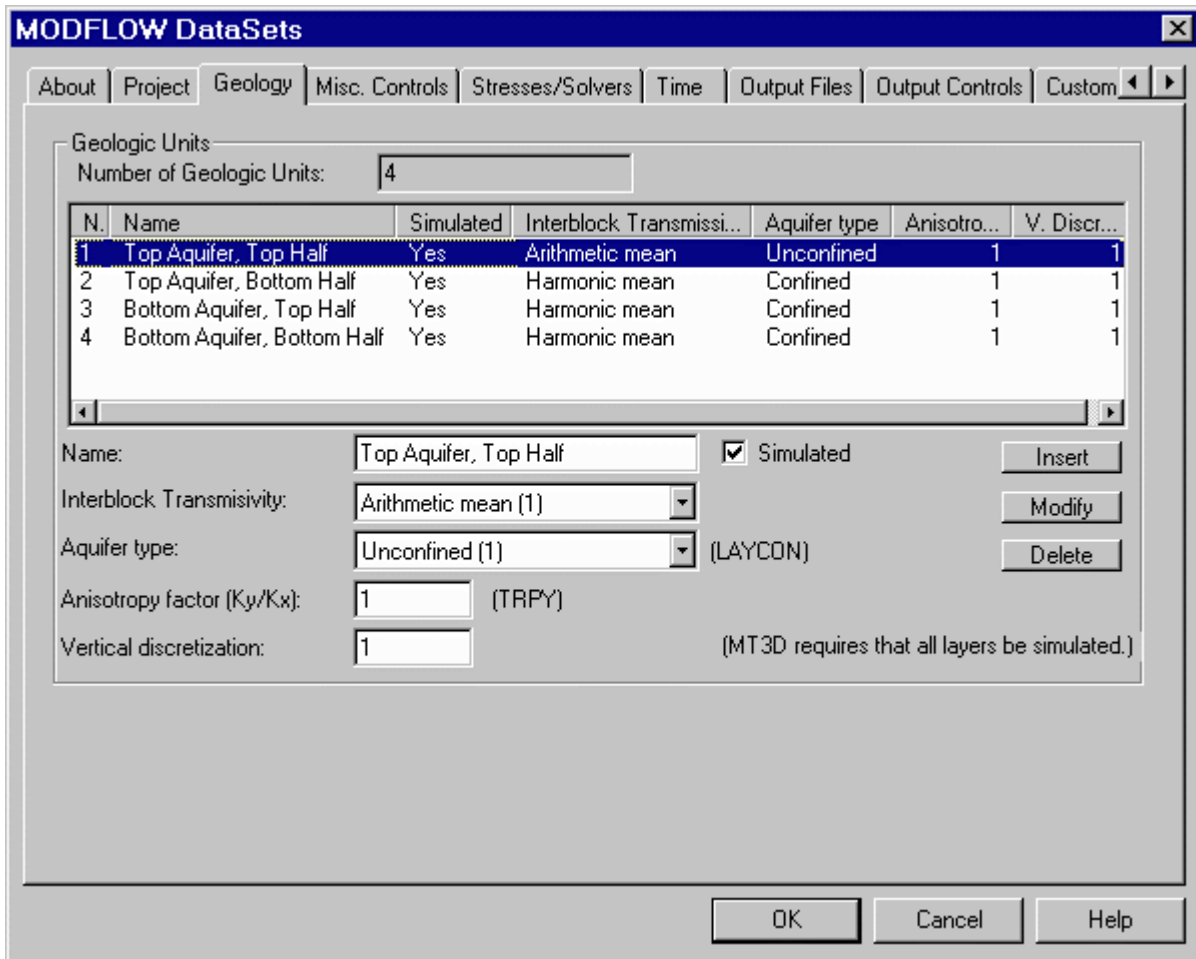 MODFLOW DataSets
About Project Geology Misc. Controls Stresses/Solvers Time Output Files Output Controls Custom
Geologic Units
Number of Geologic Units: 4
N. Name Simulated Interblock Transmissi... Aquifer type Anisotro... V. Discr...
1 Top Aquifer, Top Half Yes Arithmetic mean Unconfined 1 1
2 Top Aquifer, Bottom Half Yes Harmonic mean Confined 1 1
3 Bottom Aquifer, Top Half Yes Harmonic mean Confined 1 1
4 Bottom Aquifer, Bottom Half Yes Harmonic mean Confined 1 1
Name: Top Aquifer, Top Half Simulated Insert
Interblock Transmisivity: Arithmetic mean (1) Modify
Aquifer type: Unconfined (1) (LAYCON) Delete
Anisotropy factor (Ky/Kx): 1 (TRPY)
Vertical discretization: 1 (MT3D requires that all layers be simulated.)
OK Cancel Help